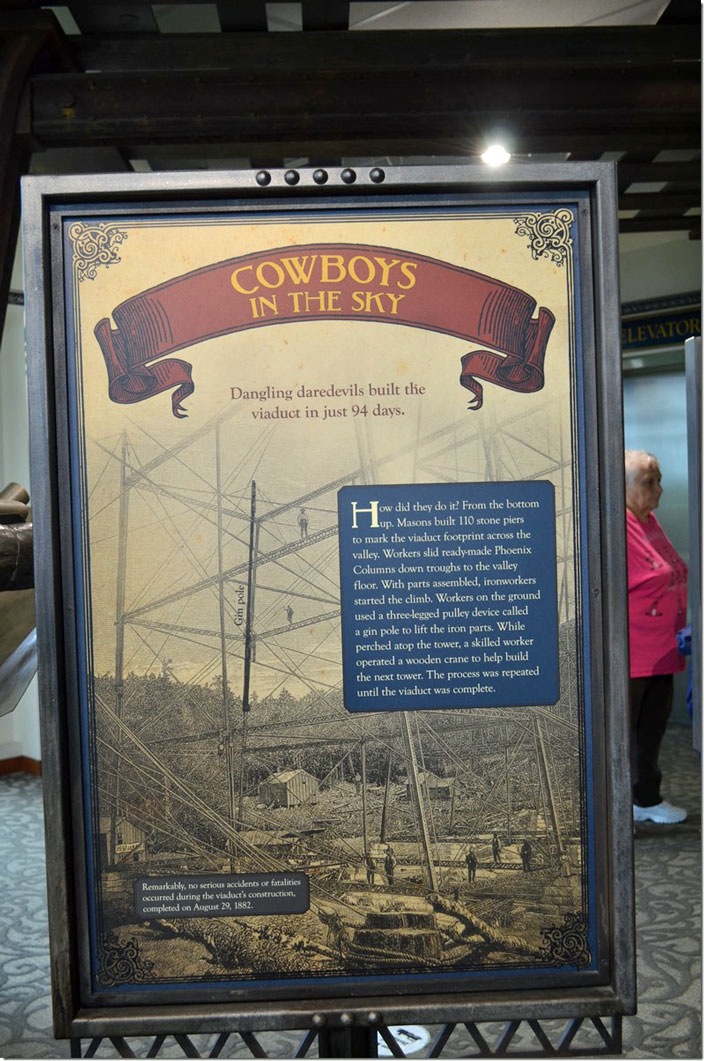 COWBOYS
IN THE SKY
Dangling daredevils built the
viaduct in just 94 days.
ELEVATOR
How did they do it? From the bottom
up. Masons built 110 stone piers
to mark the viaduct footprint across the
valley. Workers slid ready-made Phoenix
Columns down troughs to the valley
floor. With parts assembled, ironworkers
started the climb. Workers on the ground
used a three-legged pulley device called
a gin pole to lift the iron parts. While
perched atop the tower, a skilled worker
operated a wooden crane to help build
the next tower. The process was repeated
until the viaduct was complete.
Gin pole
Remarkably, no serious accidents or fatalities
occurred during the viaduct's construction,
completed on August 29, 1882.